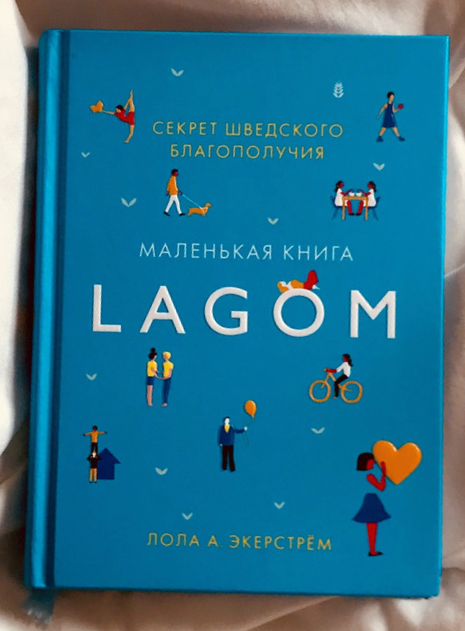 СЕКРЕТ ШВЕДСКОГО
БЛАГОПОЛУЧИЯ
МАЛЕНЬКАЯ КНИГА
LAGOM
ЛОЛА А. ЭКЕРСТРЁМ